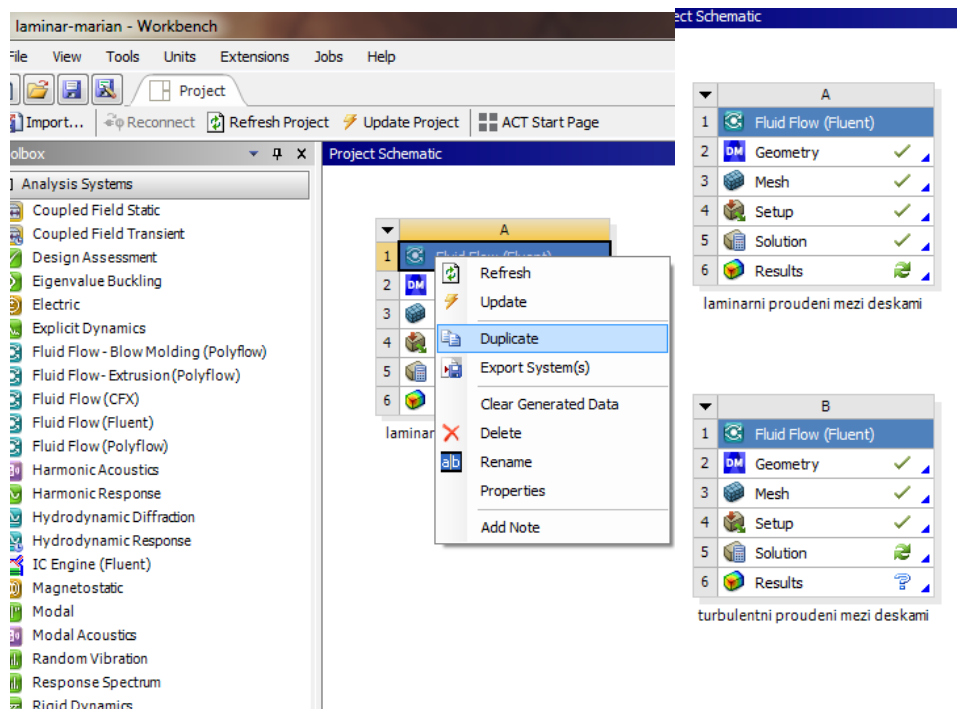 laminar-marian - Workbench
File View Tools Units Extensions Jobs Help
Project
Import... Reconnect Refresh Project Update Project ACT Start Page
olbox
Project Schematic
Analysis Systems
Coupled Field Static
Coupled Field Transient
Design Assessment
Eigenvalue Buckling
Electric
Explicit Dynamics
Fluid Flow - Blow Molding (Polyflow)
Fluid Flow- Extrusion (Polyflow)
Fluid Flow (CFX)
Fluid Flow (Fluent)
Fluid Flow (Polyflow)
Harmonic Acoustics
Harmonic Response
Hydrodynamic Diffraction
Hydrodynamic Response
IC Engine (Fluent)
Magnetostatic
Modal
Modal Acoustics
Random Vibration
Response Spectrum
Rigid Dynamics
A
1 Fluid Flow (Fluent)
2 DM
3
4
5
6
laminar
Refresh
Update
Duplicate
Export System(s)
Clear Generated Data
Delete
a|b Rename
Properties
Add Note
ect Schematic
A
1 Fluid Flow (Fluent)
2 DM Geometry
3 Mesh
4 Setup
5 Solution
6 Results
laminarni proudeni mezi deskami
B
1 Fluid Flow (Fluent)
2 DM Geometry
3 Mesh
4 Setup
5 Solution
6 Results ?
turbulentni proudeni mezi deskami